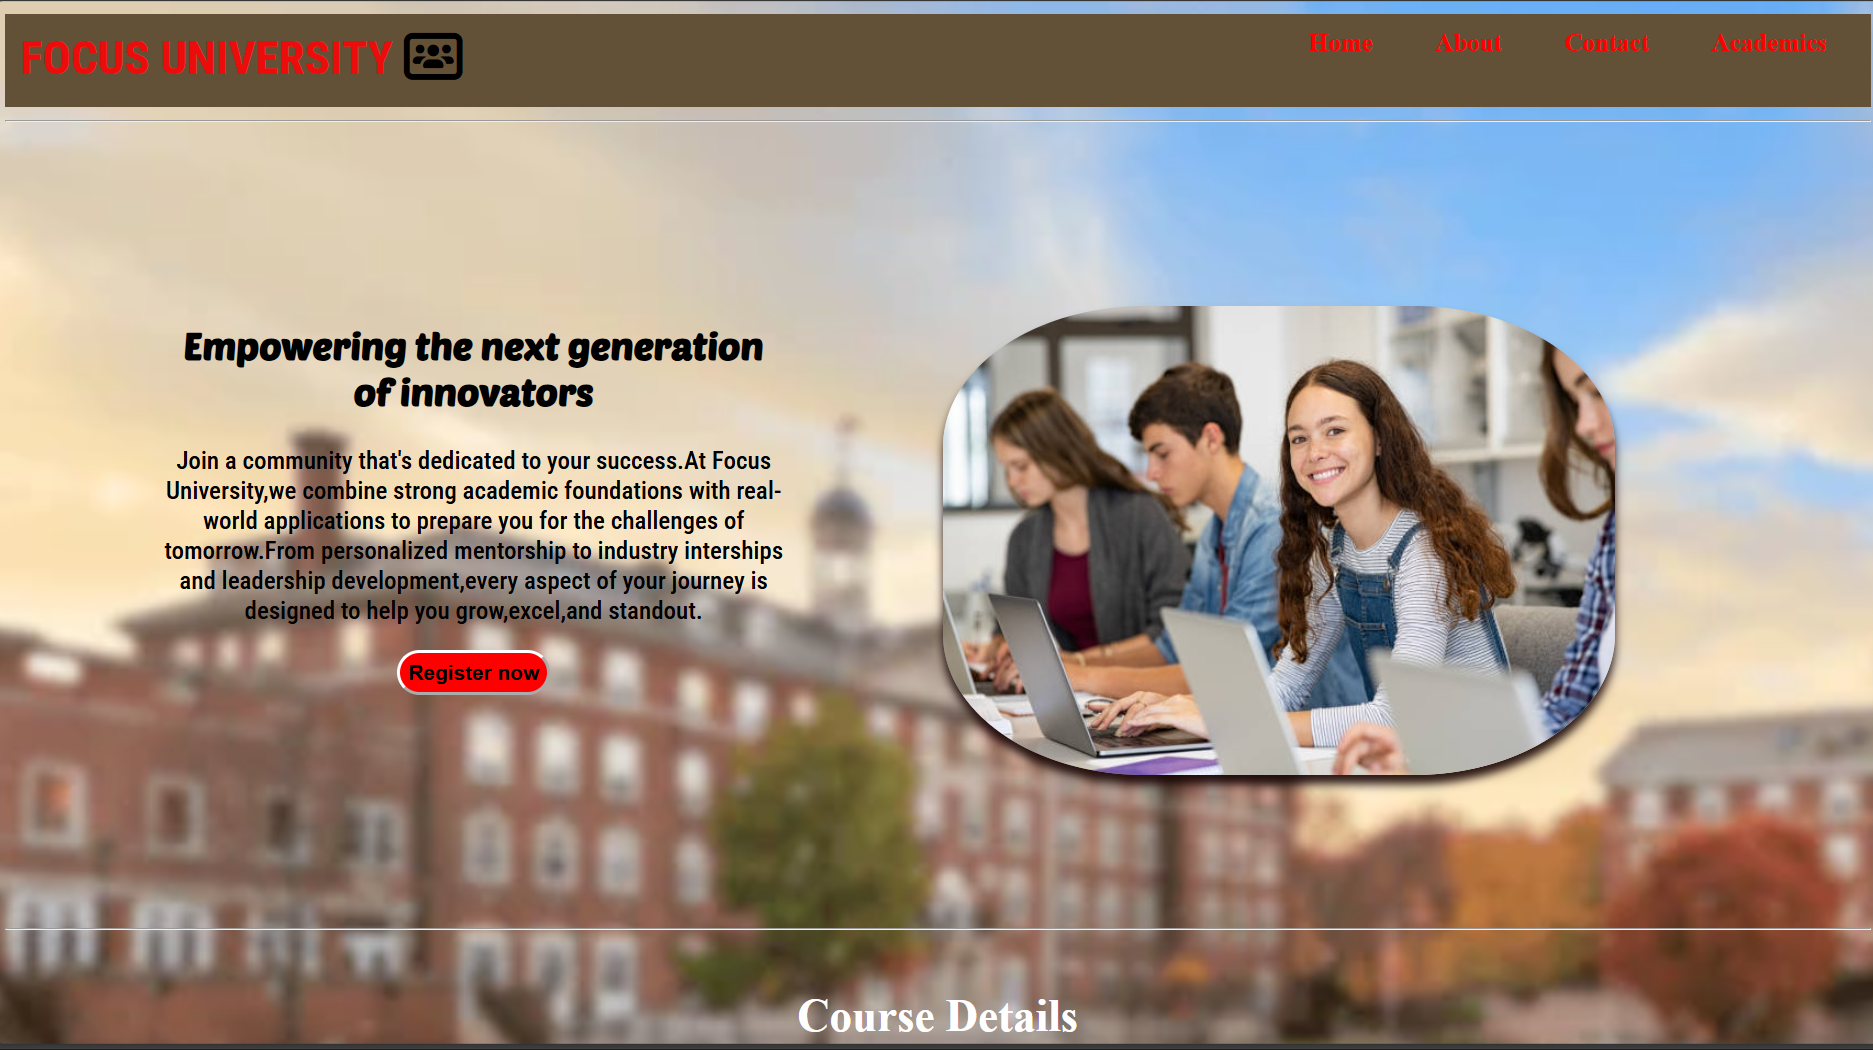 FOCUS UNIVERSITY
Home About Contact Academics
Empowering the next generation
of innovators
Join a community that's dedicated to your success.At Focus
University,we combine strong academic foundations with real-
world applications to prepare you for the challenges of
tomorrow.From personalized mentorship to industry interships
and leadership development,every aspect of your journey is
designed to help you grow,excel,and standout.
Register now
Course Details